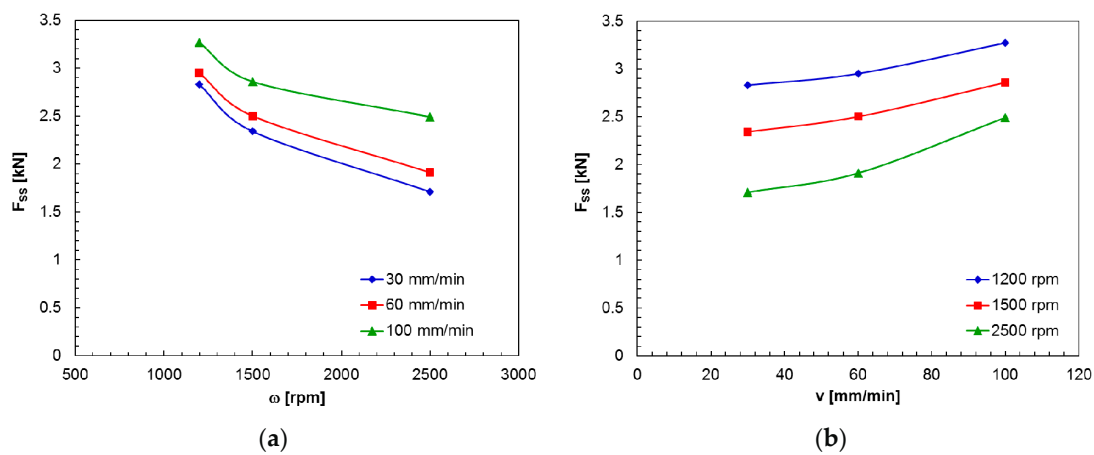 3.5
3
2.5
2
1.5
1
0.5
0
F_SS [kN]
500 1000 1500 2000 2500 3000
ω [rpm]
30 mm/min
60 mm/min
100 mm/min
(a)
3.5
3
2.5
2
1.5
1
0.5
0
F_SS [kN]
0 20 40 60 80 100 120
v [mm/min]
1200 rpm
1500 rpm
2500 rpm
(b)